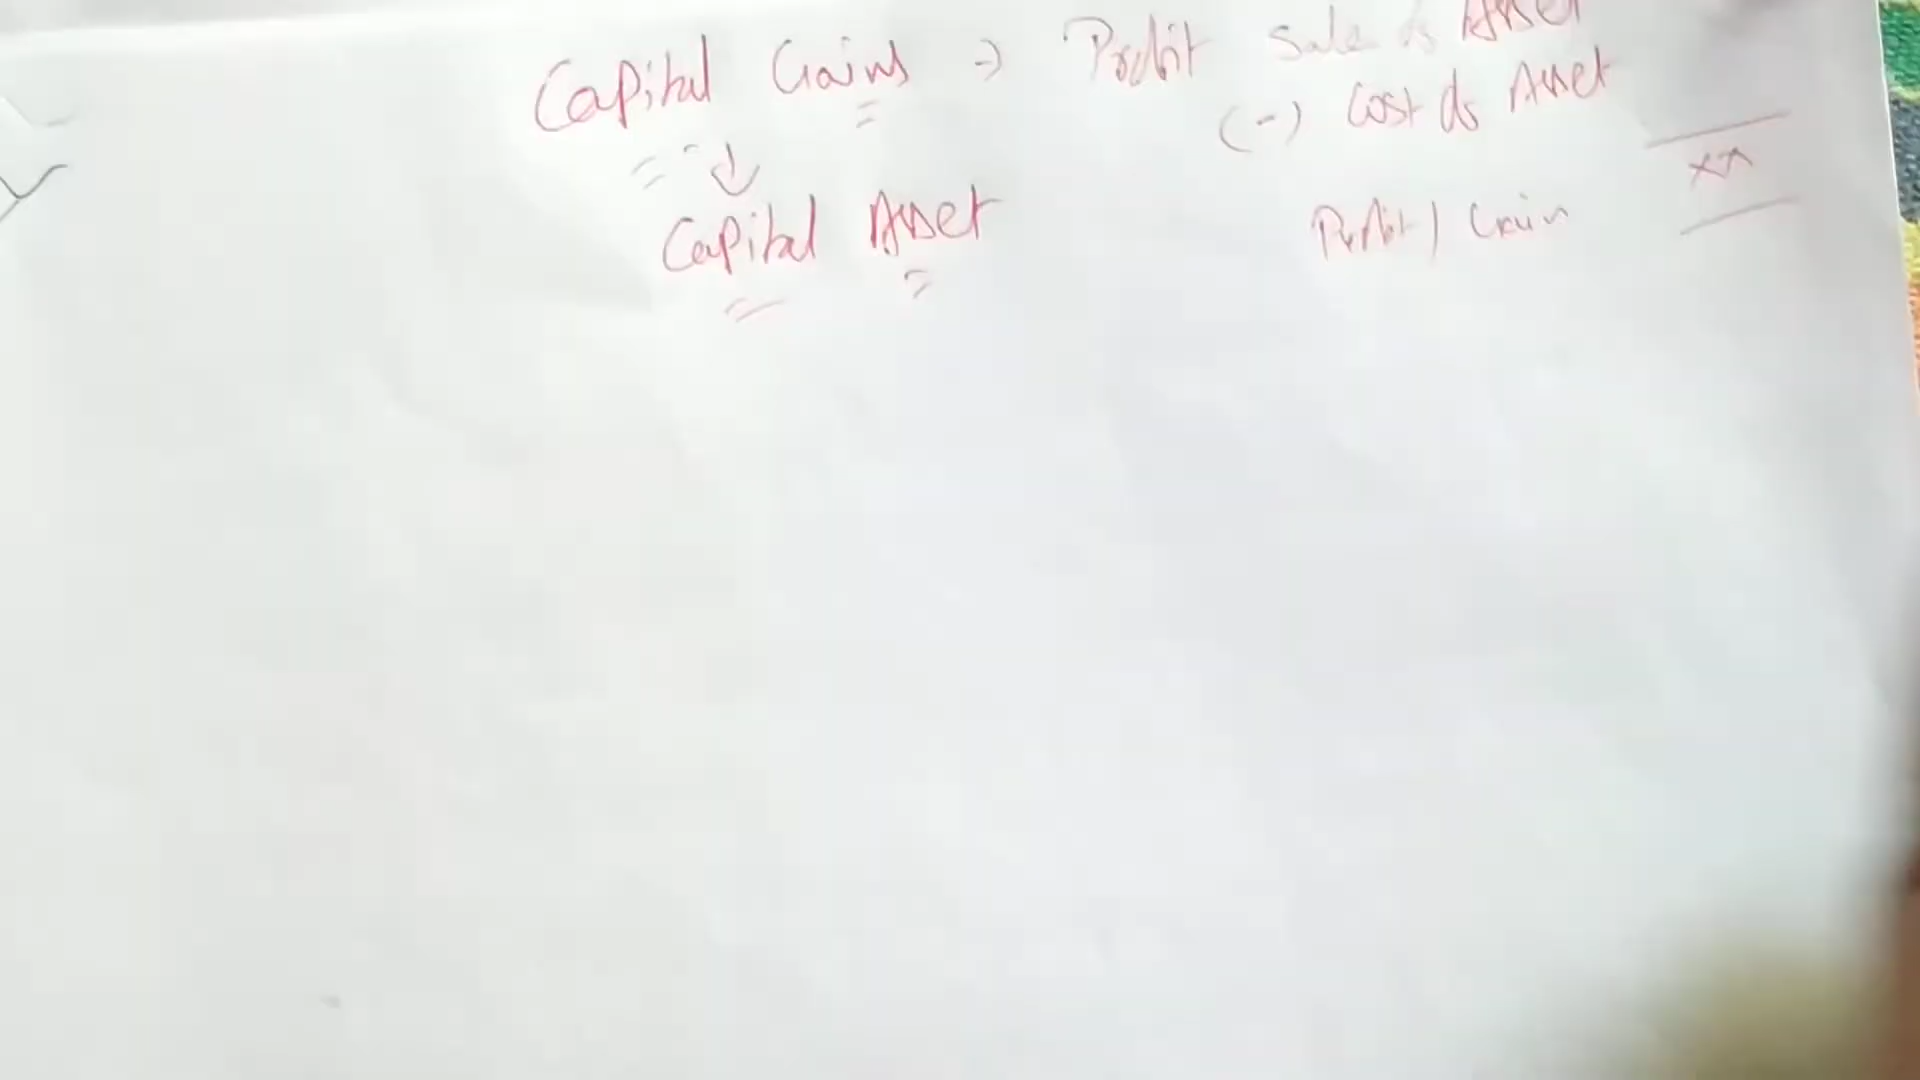 Capital Gains → Profit Sale of Asset
(-) Cost of Asset
xx
Capital Asset
Profit / Gain